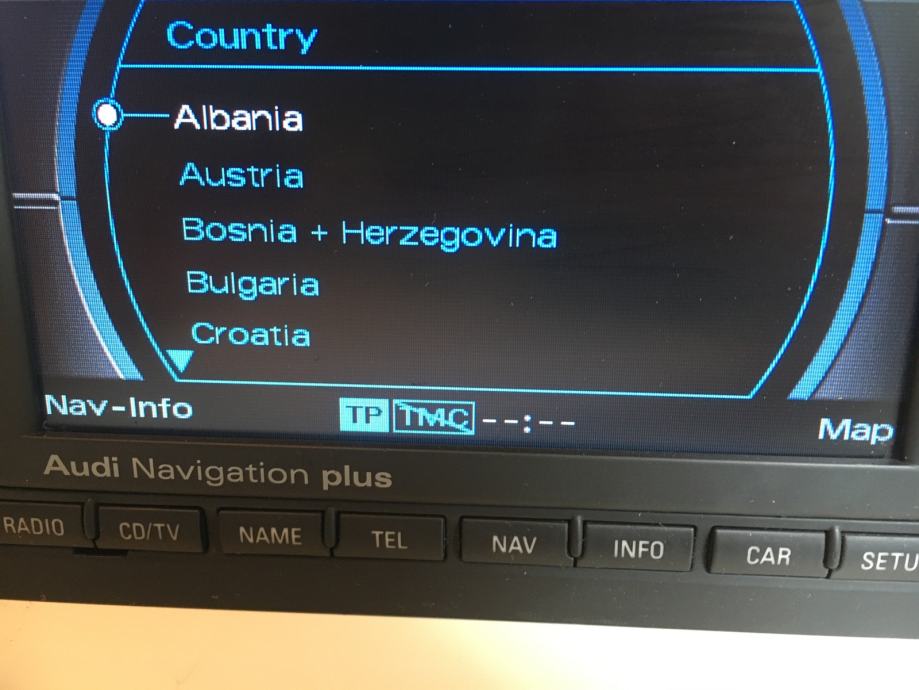 Country
Albania
Austria
Bosnia + Herzegovina
Bulgaria
Croatia
Nav-Info TP TMC --:-- Map
Audi Navigation plus
RADIO CD/TV NAME TEL NAV INFO CAR SETU